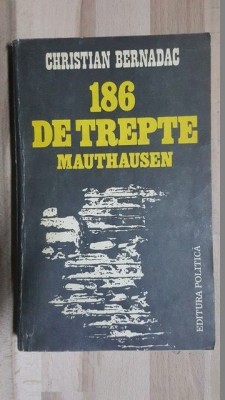 CHRISTIAN BERNADAC
186
DE TREPTE
MAUTHAUSEN
EDITURA POLITICĂ